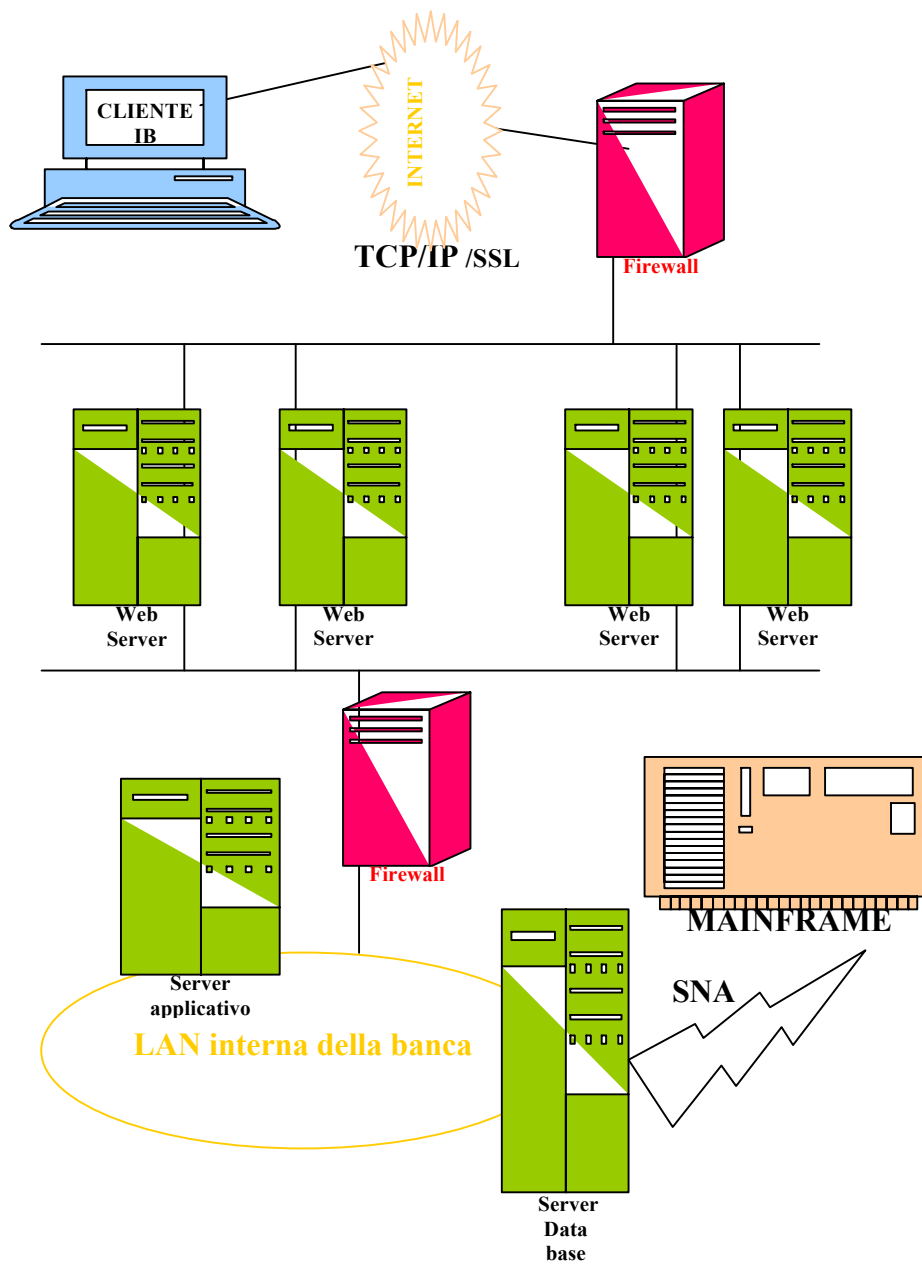 CLIENTE
IB
INTERNET
TCP/IP /SSL
Firewall
Web
Server
Web
Server
Web
Server
Web
Server
Firewall
MAINFRAME
Server
applicativo
SNA
LAN interna della banca
Server
Data
base